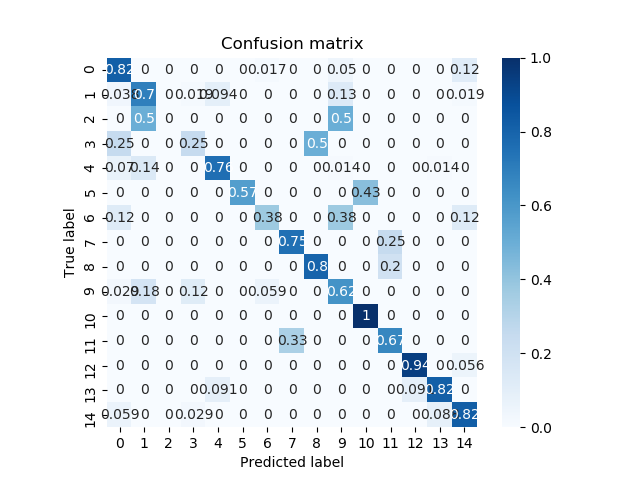 Confusion matrix
0 0.82 0 0 0 0 0 0.017 0 0 0.05 0 0 0 0 0.12
1 0.7 0 0.019 0.094 0 0 0 0 0.13 0 0 0 0 0.019
2 0 0.5 0 0 0 0 0 0 0 0.5 0 0 0 0 0
3 0.25 0 0 0.25 0 0 0 0 0.5 0 0 0 0 0 0
4 0.07 0.14 0 0 0.76 0 0 0 0 0.014 0 0 0 0.014 0
5 0 0 0 0 0 0.57 0 0 0 0 0.43 0 0 0 0
6 0.12 0 0 0 0 0 0.38 0 0 0.38 0 0 0 0 0.12
7 0 0 0 0 0 0 0 0.75 0 0 0 0.25 0 0 0
8 0 0 0 0 0 0 0 0 0.8 0 0 0.2 0 0 0
9 0.18 0 0.12 0 0 0.059 0 0 0.62 0 0 0 0 0
10 0 0 0 0 0 0 0 0 0 0 1 0 0 0 0
11 0 0 0 0 0 0 0 0.33 0 0 0 0.67 0 0 0
12 0 0 0 0 0 0 0 0 0 0 0 0 0.94 0 0.056
13 0 0 0 0 0.091 0 0 0 0 0 0 0 0.09 0.82 0
14 0.059 0 0 0.029 0 0 0 0 0 0 0 0 0 0.08 0.82
0 1 2 3 4 5 6 7 8 9 10 11 12 13 14
Predicted label
True label
1.0
0.8
0.6
0.4
0.2
0.0